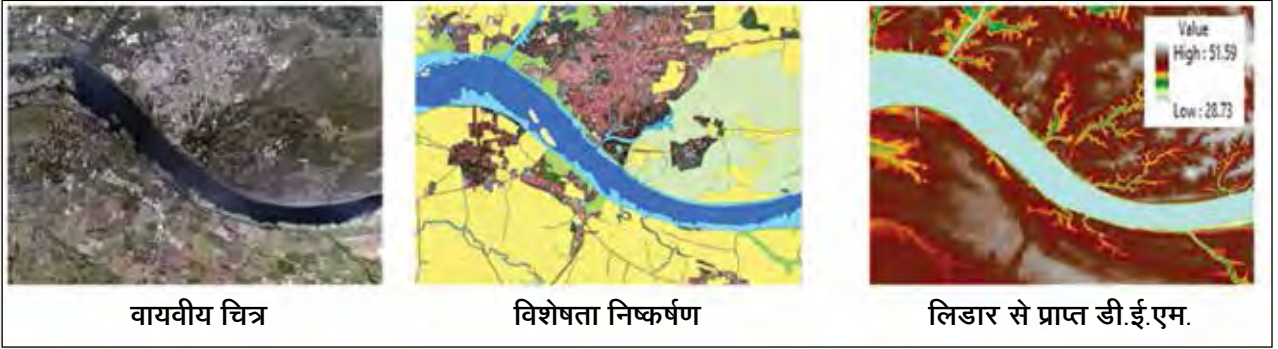 Value
High : 51.59
Low : 28.73
वायवीय चित्र
विशेषता निष्कर्षण
लिडार से प्राप्त डी.ई.एम.